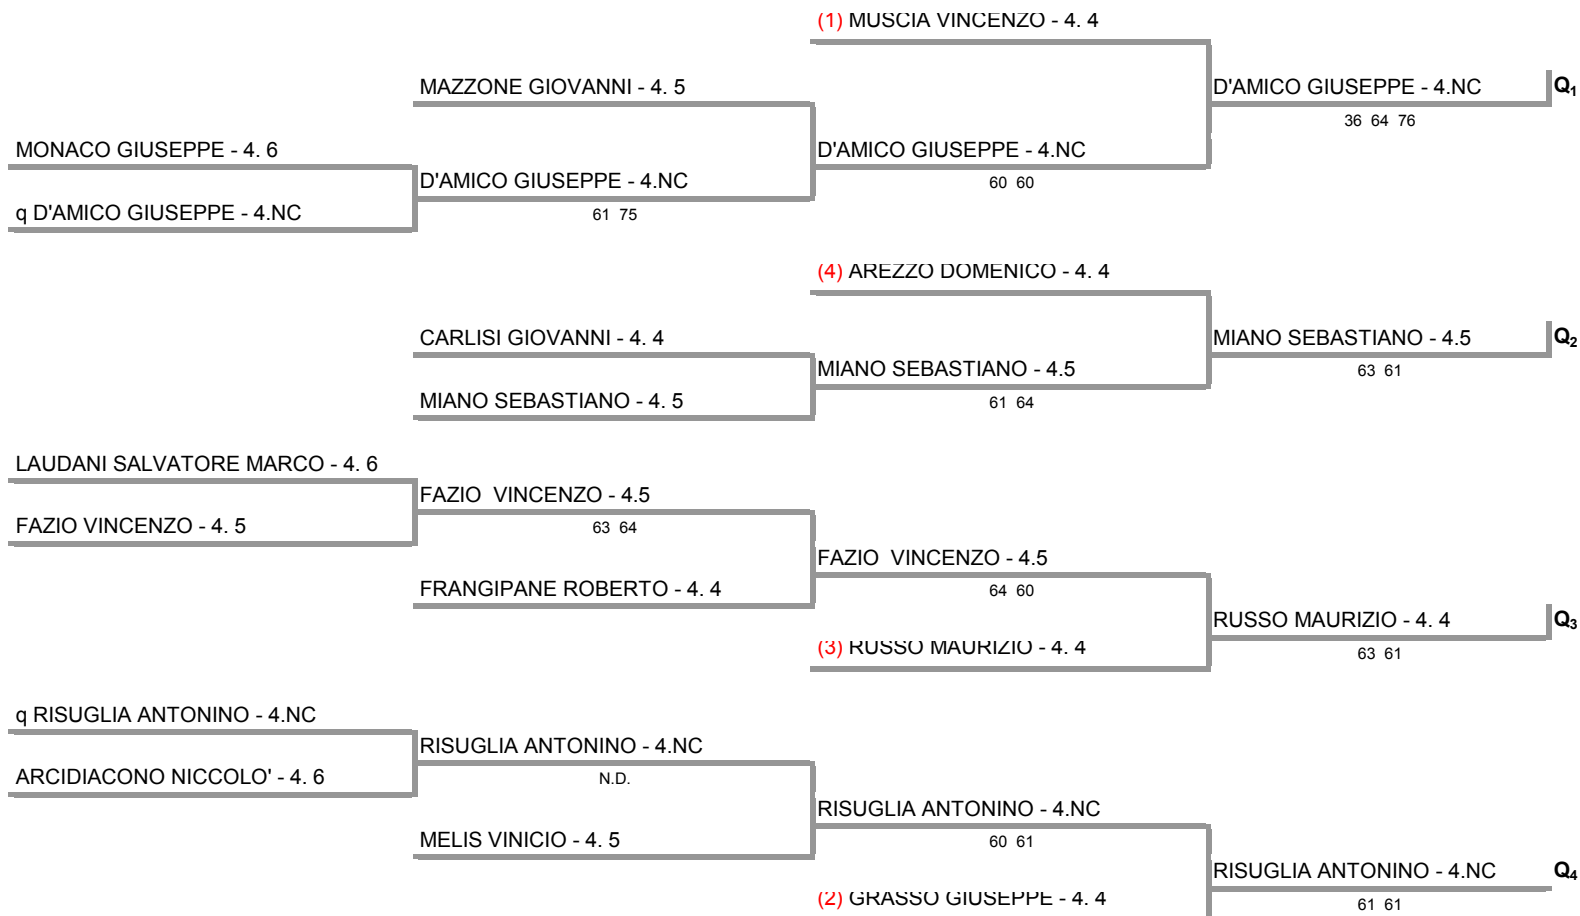 (1) MUSCIA VINCENZO - 4. 4
MAZZONE GIOVANNI - 4. 5
D'AMICO GIUSEPPE - 4.NC
Q1
36 64 76
MONACO GIUSEPPE - 4. 6
D'AMICO GIUSEPPE - 4.NC
60 60
D'AMICO GIUSEPPE - 4.NC
61 75
q D'AMICO GIUSEPPE - 4.NC
(4) AREZZO DOMENICO - 4. 4
CARLISI GIOVANNI - 4. 4
MIANO SEBASTIANO - 4.5
Q2
63 61
MIANO SEBASTIANO - 4.5
61 64
MIANO SEBASTIANO - 4. 5
LAUDANI SALVATORE MARCO - 4. 6
FAZIO  VINCENZO - 4.5
63 64
FAZIO VINCENZO - 4. 5
FAZIO  VINCENZO - 4.5
64 60
FRANGIPANE ROBERTO - 4. 4
RUSSO MAURIZIO - 4. 4
Q3
63 61
(3) RUSSO MAURIZIO - 4. 4
q RISUGLIA ANTONINO - 4.NC
RISUGLIA ANTONINO - 4.NC
N.D.
ARCIDIACONO NICCOLO' - 4. 6
RISUGLIA ANTONINO - 4.NC
60 61
MELIS VINICIO - 4. 5
RISUGLIA ANTONINO - 4.NC
Q4
61 61
(2) GRASSO GIUSEPPE - 4. 4